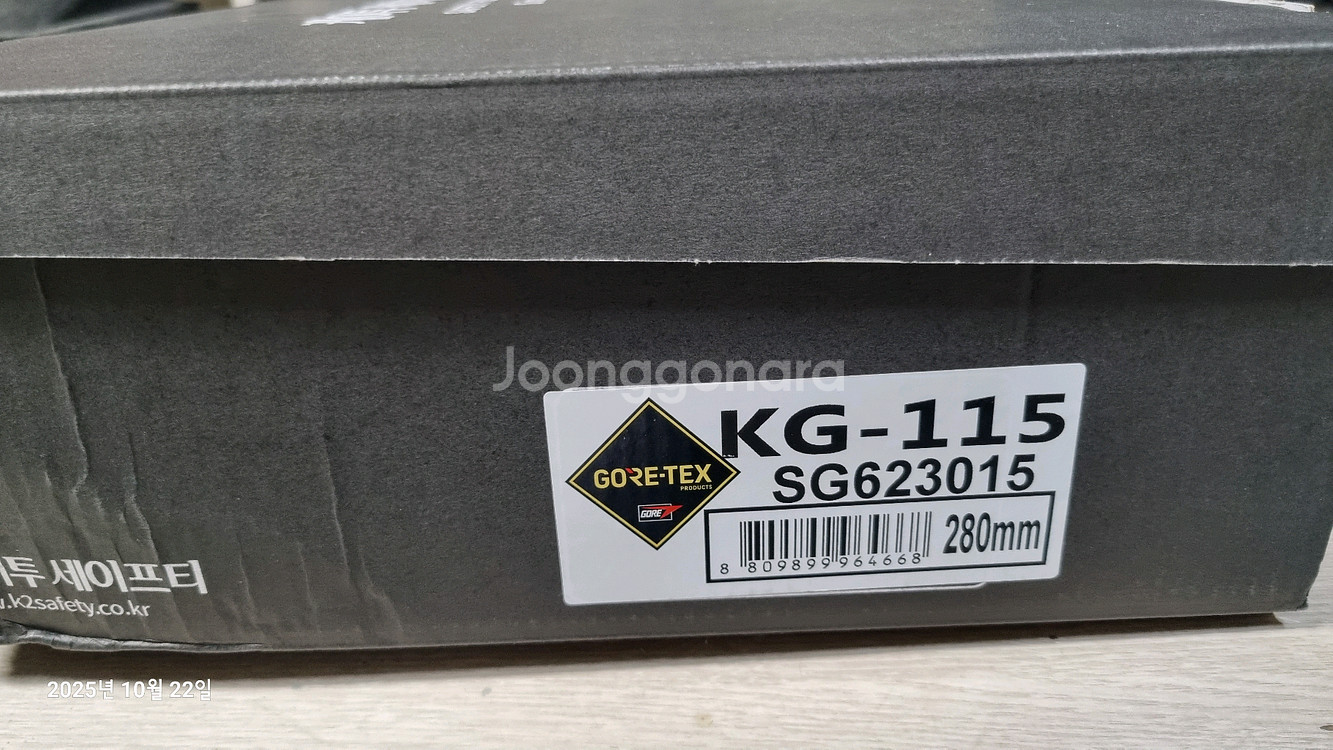 Joonggonara
KG-115
SG623015
GORE-TEX
PRODUCTS
GORE
8 809899 964668
280mm
이투 세이프티
.k2safety.co.kr
2025년 10월 22일